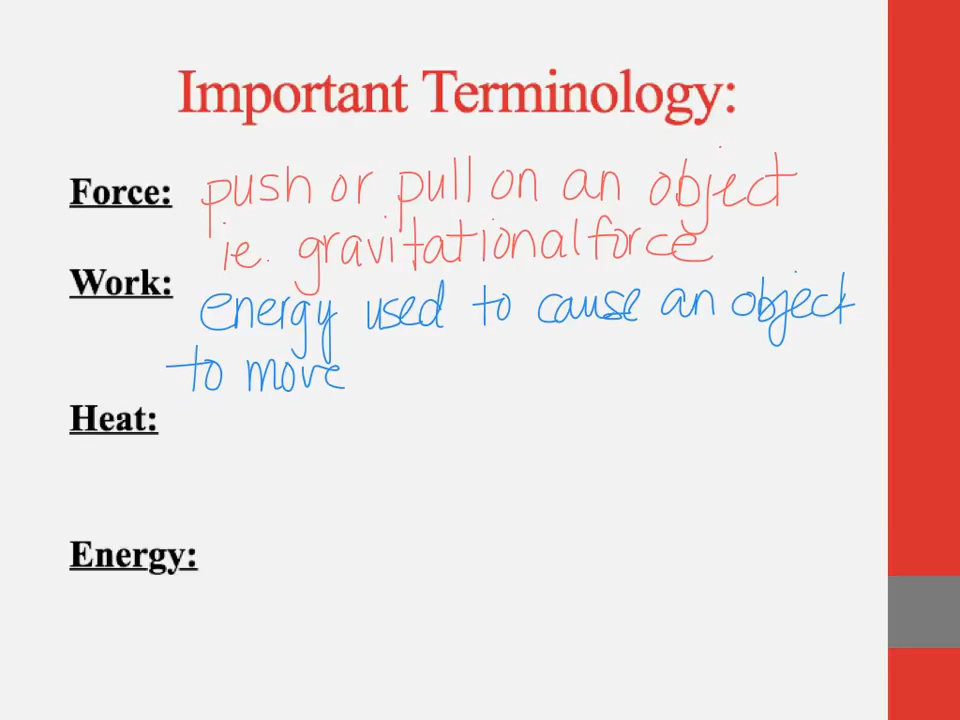 Important Terminology:
Force: push or pull on an object
ie. gravitational force
Work: energy used to cause an object
to move
Heat:
Energy: